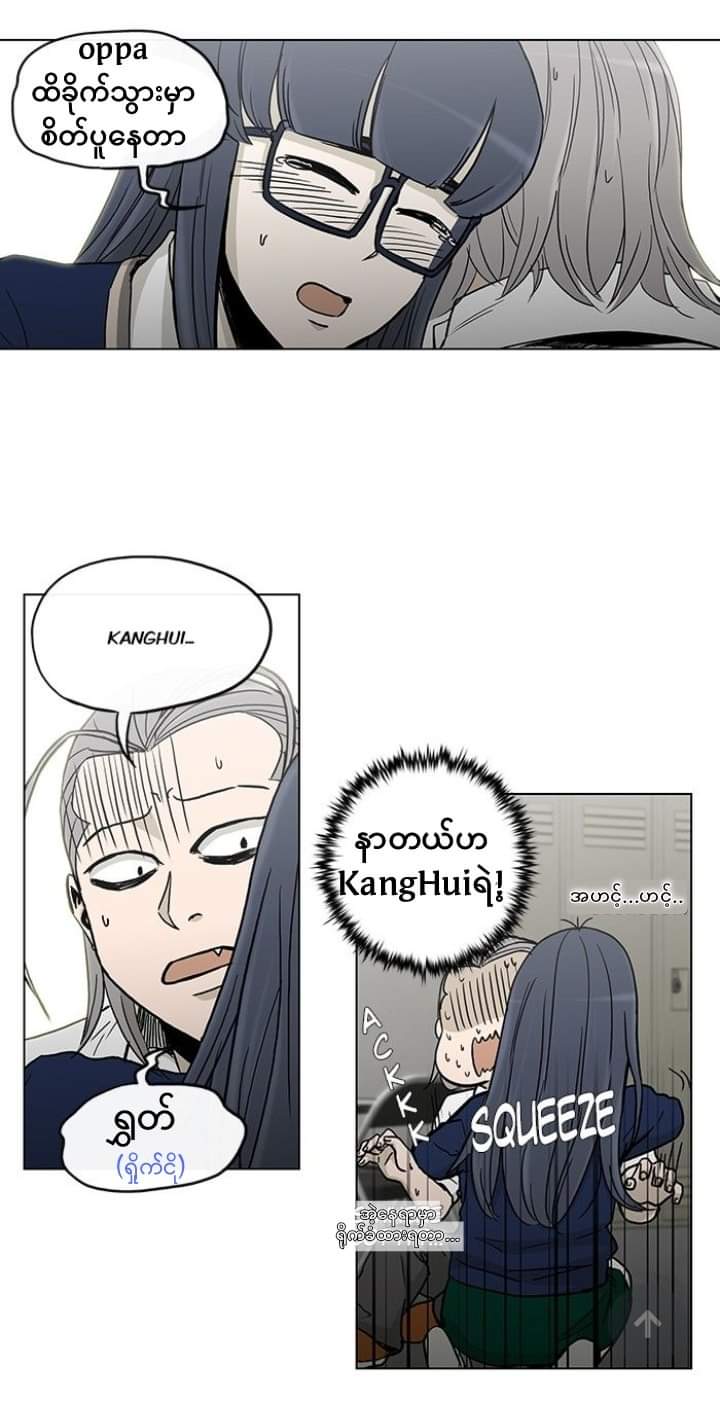 oppa
ထိခိုက်သွားမှာ
စိတ်ပူနေတာ
KANGHUI...
ရွှတ်
(ရှိုက်ငို)
နာတယ်ဟ
KangHuiရဲ!
အဟင့်...ဟင့်..
ACKKK
SQUEEZE
အဲ့နေရာမှာ
ရိုက်ခံထားရတာ...